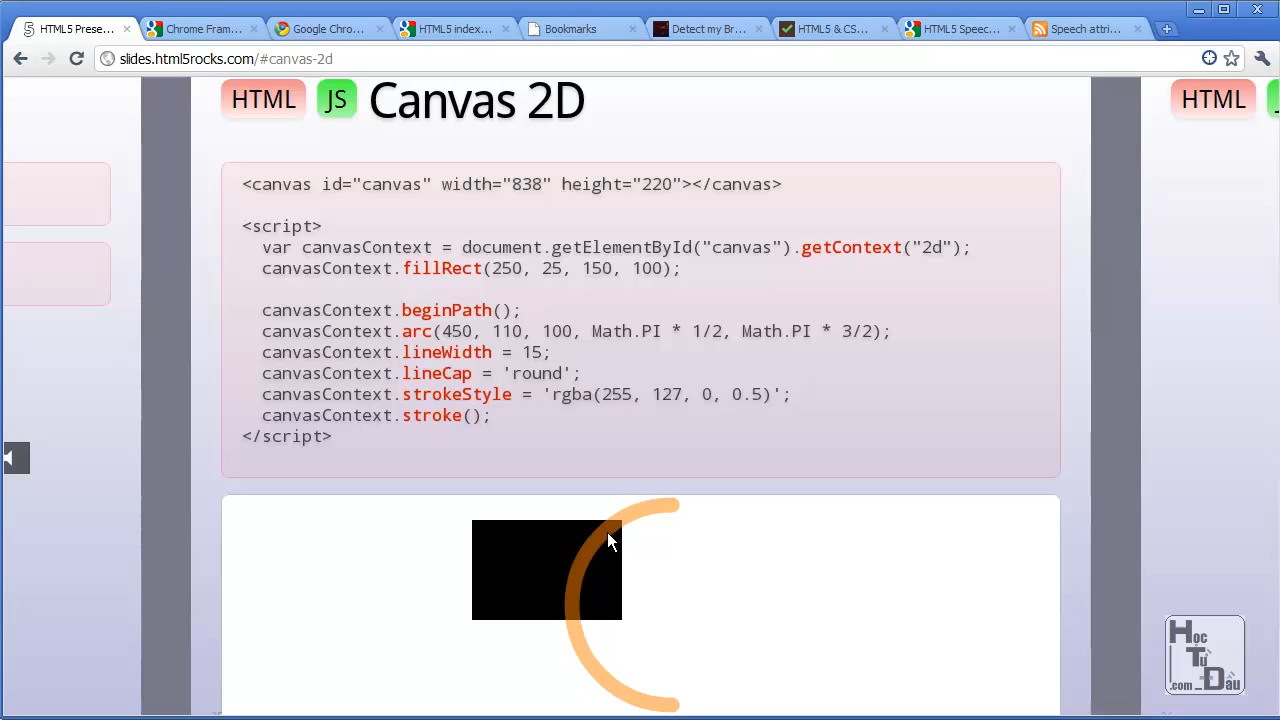 HTML5 Prese...
Chrome Fram...
Google Chro...
HTML5 index...
Bookmarks
Detect my Br...
HTML5 & CS...
HTML5 Speec...
Speech attri...
slides.html5rocks.com/#canvas-2d
HTML JS Canvas 2D
HTML
<canvas id="canvas" width="838" height="220"></canvas>
<script>
var canvasContext = document.getElementById("canvas").getContext("2d");
canvasContext.fillRect(250, 25, 150, 100);
canvasContext.beginPath();
canvasContext.arc(450, 110, 100, Math.PI * 1/2, Math.PI * 3/2);
canvasContext.lineWidth = 15;
canvasContext.lineCap = 'round';
canvasContext.strokeStyle = 'rgba(255, 127, 0, 0.5)';
canvasContext.stroke();
</script>
Học
Từ
.com Đầu